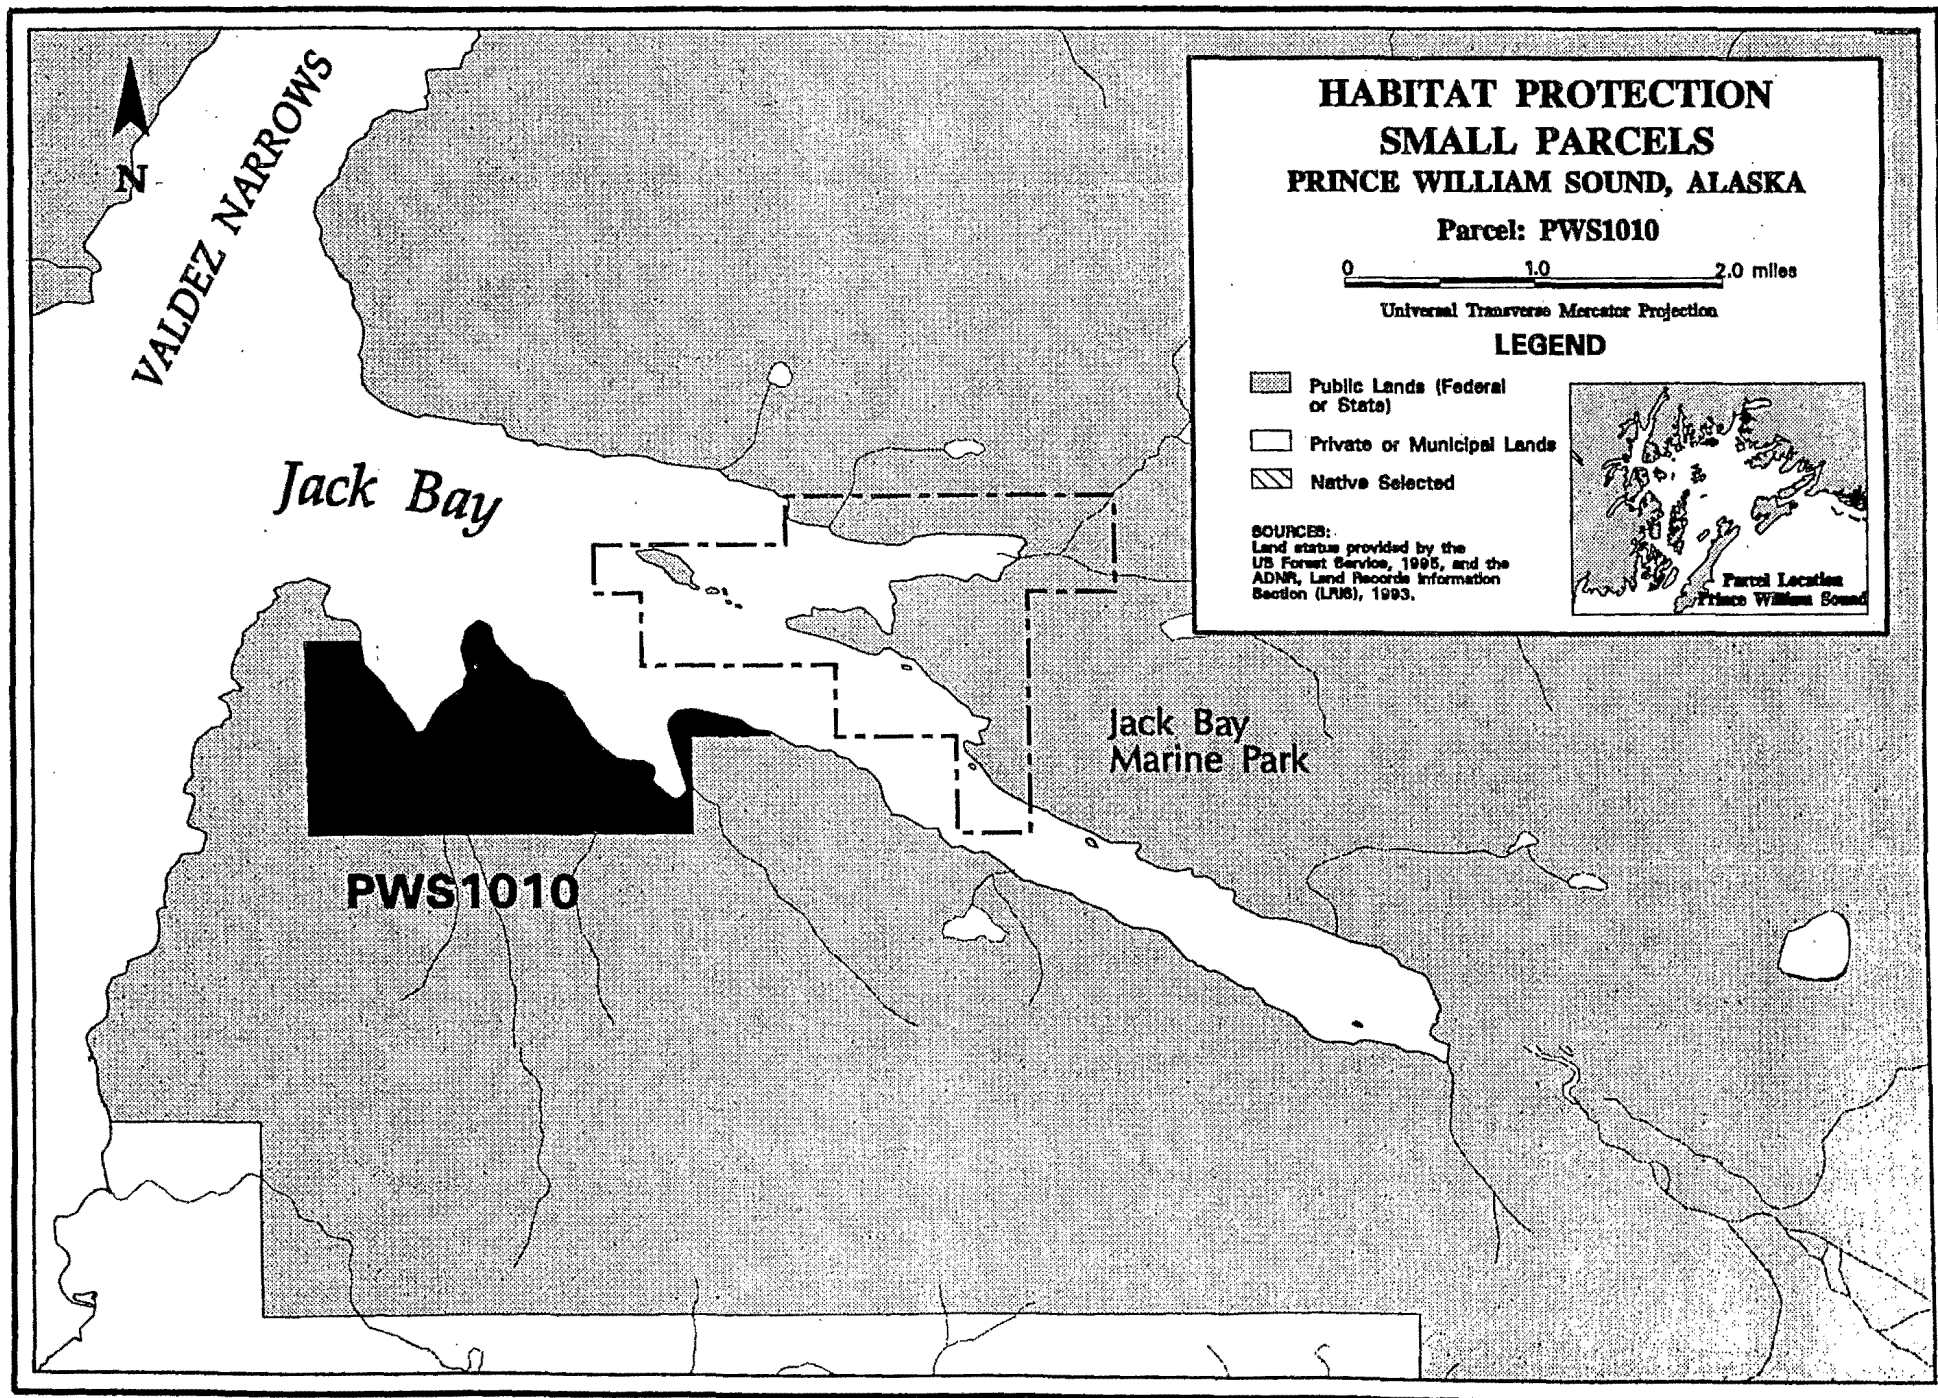 N
VALDEZ NARROWS
HABITAT PROTECTION
SMALL PARCELS
PRINCE WILLIAM SOUND, ALASKA
Parcel: PWS1010
0 1.0 2.0 miles
Universal Transverse Mercator Projection
LEGEND
Public Lands (Federal
or State)
Private or Municipal Lands
Native Selected
SOURCES:
Land status provided by the
US Forest Service, 1995, and the
ADNR, Land Records Information
Section (LRIS), 1993.
Parcel Location
Prince William Sound
Jack Bay
Jack Bay
Marine Park
PWS1010